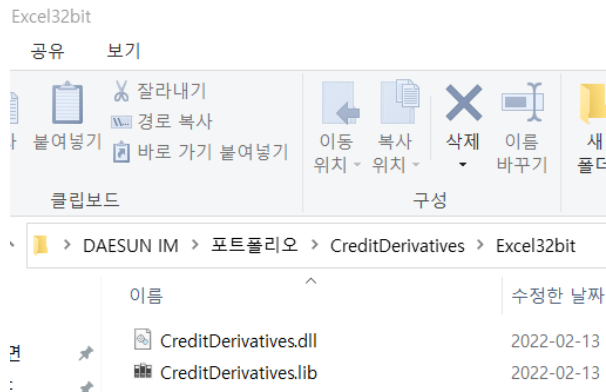 Excel32bit
공유 보기
잘라내기
경로 복사
붙여넣기 바로 가기 붙여넣기
이동 위치 복사 위치 삭제 이름 바꾸기 새
클립보드 구성
DAESUN IM > 포트폴리오 > CreditDerivatives > Excel32bit
이름 수정한 날짜
CreditDerivatives.dll 2022-02-13
CreditDerivatives.lib 2022-02-13